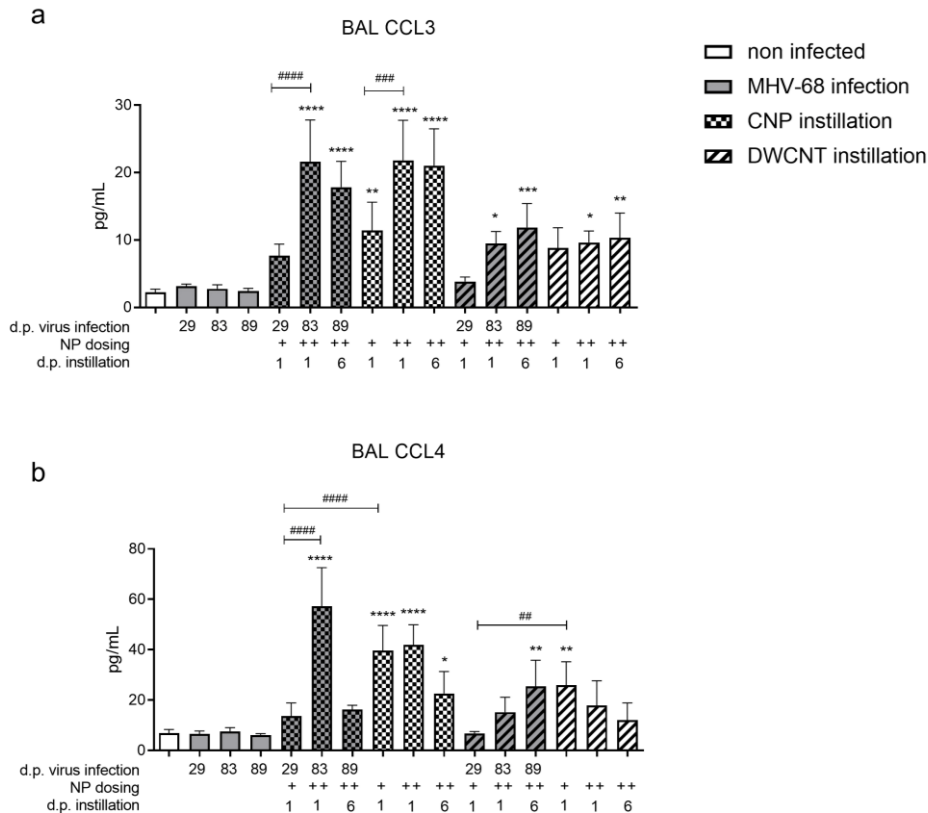 a
BAL CCL3
non infected
MHV-68 infection
CNP instillation
DWCNT instillation
#### ###
**** **** ****
**** ** *** * * **
30
20
10
0
pg/mL
d.p. virus infection 29 83 89 29 83 89 29 83 89
NP dosing + ++ ++ + ++ ++ + ++ ++ + ++ ++
d.p. instillation 1 1 6 1 1 6 1 1 6 1 1 6
b
BAL CCL4
####
####
##
**** **** **** * ** **
80
60
40
20
0
pg/mL
d.p. virus infection 29 83 89 29 83 89 29 83 89
NP dosing + ++ ++ + ++ ++ + ++ ++ + ++ ++
d.p. instillation 1 1 6 1 1 6 1 1 6 1 1 6